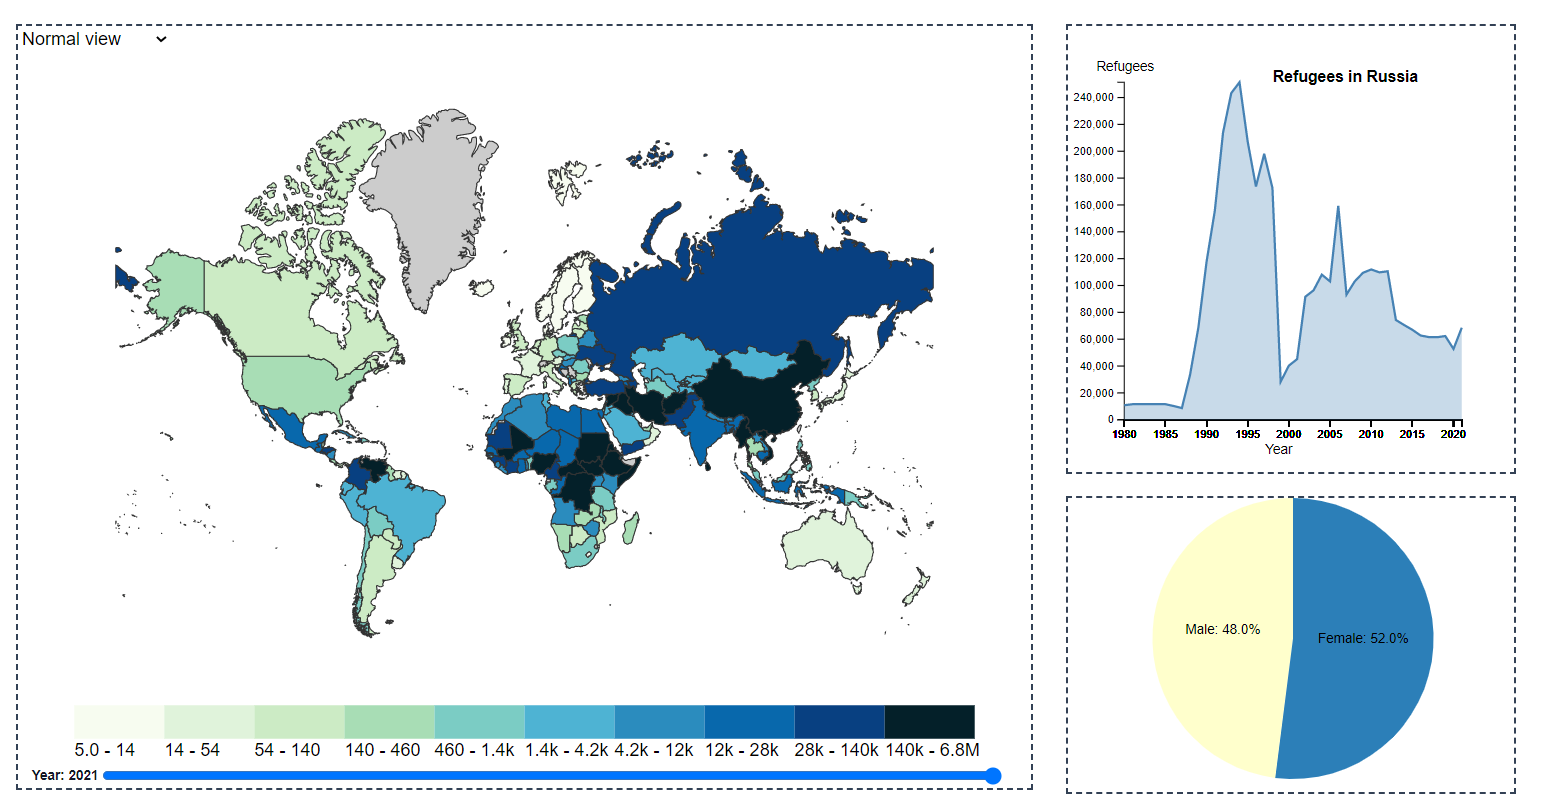 Normal view
5.0 - 14 14 - 54 54 - 140 140 - 460 460 - 1.4k 1.4k - 4.2k 4.2k - 12k 12k - 28k 28k - 140k 140k - 6.8M
Year: 2021
Refugees
Refugees in Russia
240,000
220,000
200,000
180,000
160,000
140,000
120,000
100,000
80,000
60,000
40,000
20,000
0
1980 1985 1990 1995 2000 2005 2010 2015 2020
Year
Male: 48.0%
Female: 52.0%